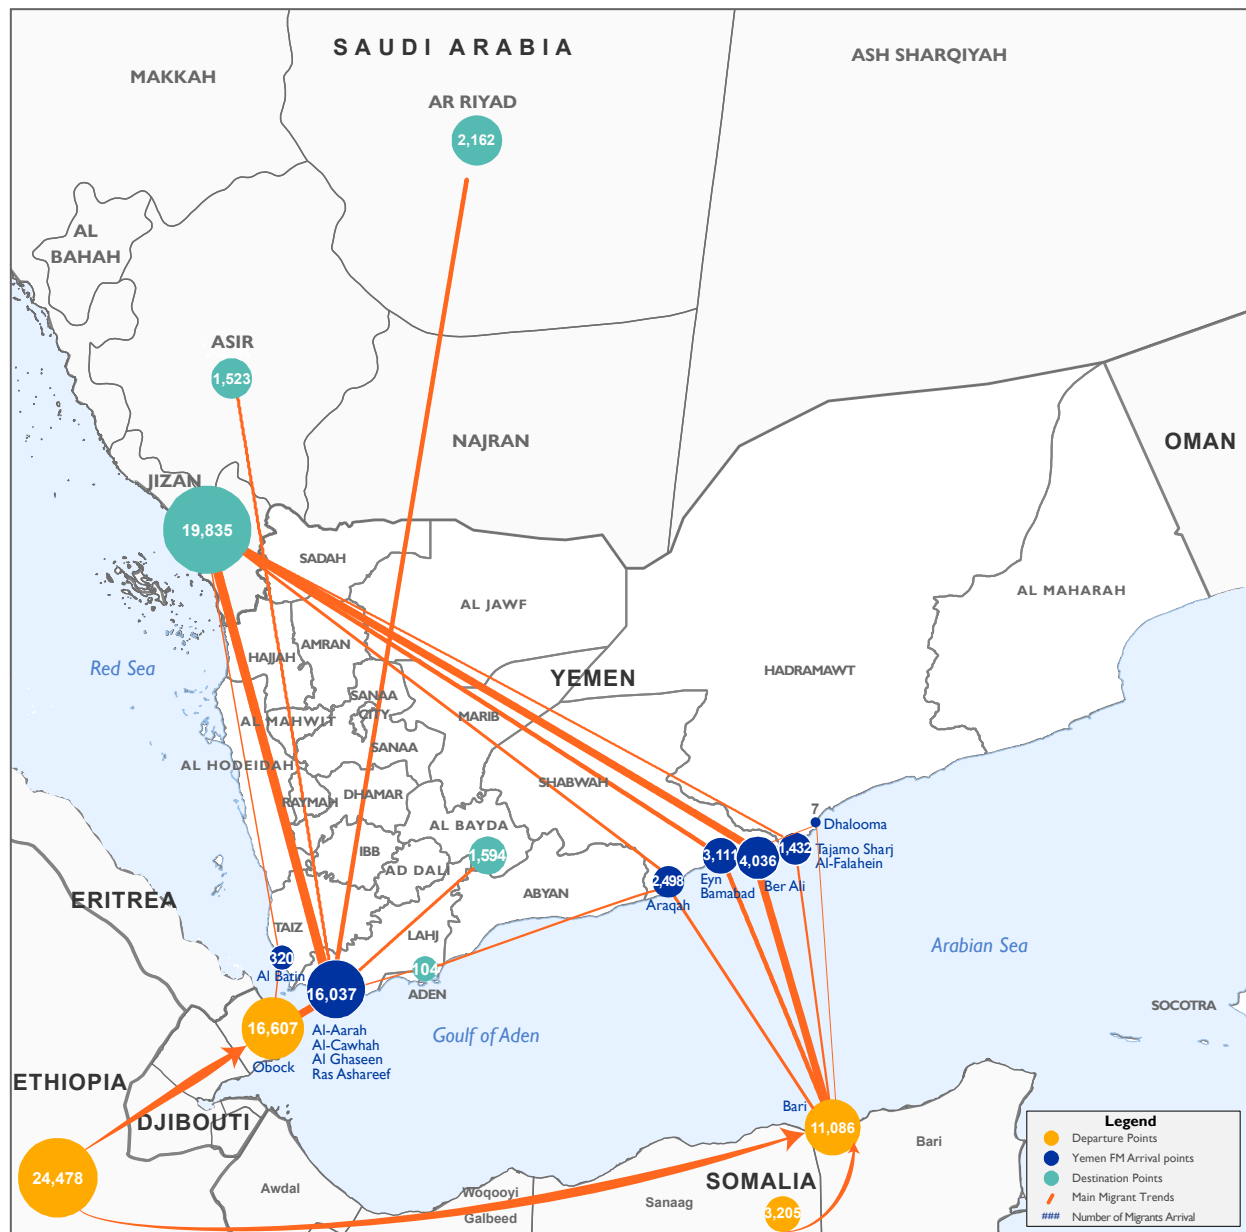 SAUDI ARABIA
ASH SHARQIYAH
MAKKAH
AR RIYAD
2,162
AL
BAHAH
ASIR
1,523
NAJRAN
OMAN
JIZAN
19,835
SADAH
AL JAWF
AL MAHARAH
AMRAN
HAJJAH
Red Sea
YEMEN
HADRAMAWT
SANAA
CITY
MARIB
AL MAHWIT
SANAA
AL HODEIDAH
SHABWAH
RAYMAH
DHAMAR
7
Dhalooma
AL BAYDA
1,594
IBB
AD DALI
3,111
4,036
1,432
Tajamo Sharj
Al-Falahein
Eyn
Bamabad
Ber Ali
2,498
Araqah
ABYAN
ERITREA
TAIZ
LAHJ
Arabian Sea
320
Al Batin
104
ADEN
16,037
SOCOTRA
16,607
Obock
Al-Aarah
Al-Cawhah
Al Ghaseen
Ras Ashareef
Goulf of Aden
ETHIOPIA
DJIBOUTI
Bari
11,086
Bari
24,478
Awdal
Woqooyi
Galbeed
Sanaag
SOMALIA
3,205
Legend
Departure Points
Yemen FM Arrival points
Destination Points
Main Migrant Trends
### Number of Migrants Arrival